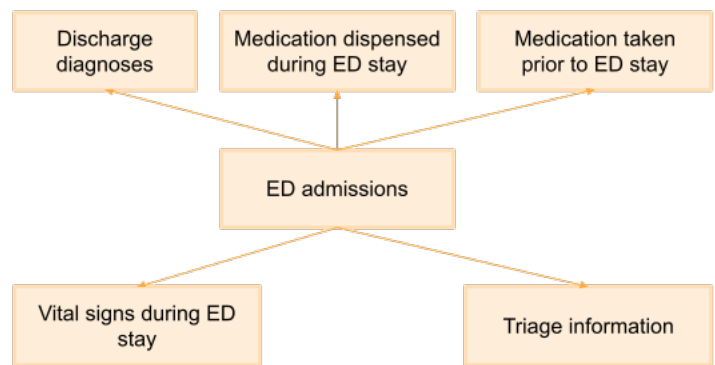 Discharge
diagnoses
Medication dispensed
during ED stay
Medication taken
prior to ED stay
ED admissions
Vital signs during ED
stay
Triage information